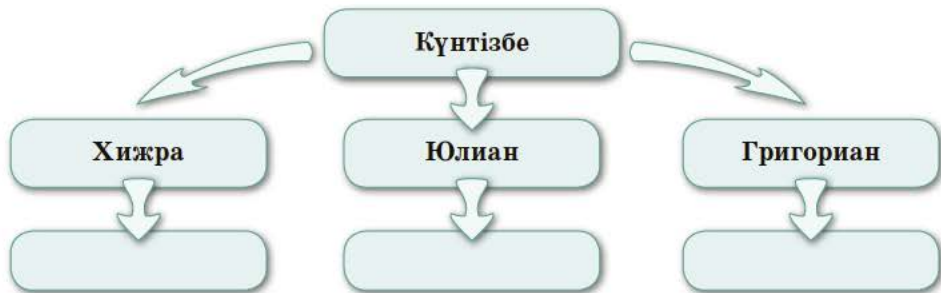 Күнтізбе
Хижра
Юлиан
Григориан